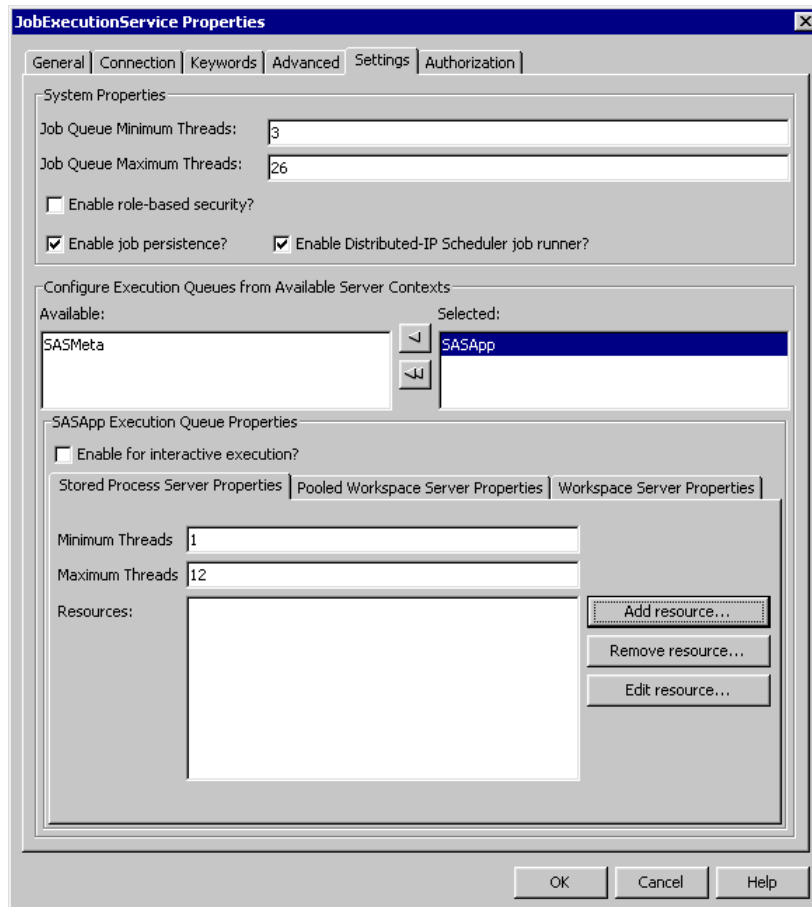 JobExecutionService Properties
General Connection Keywords Advanced Settings Authorization
System Properties
Job Queue Minimum Threads: 3
Job Queue Maximum Threads: 26
Enable role-based security?
Enable job persistence? Enable Distributed-IP Scheduler job runner?
Configure Execution Queues from Available Server Contexts
Available: Selected:
SASMeta SASApp
SASApp Execution Queue Properties
Enable for interactive execution?
Stored Process Server Properties Pooled Workspace Server Properties Workspace Server Properties
Minimum Threads 1
Maximum Threads 12
Resources: Add resource...
Remove resource...
Edit resource...
OK Cancel Help